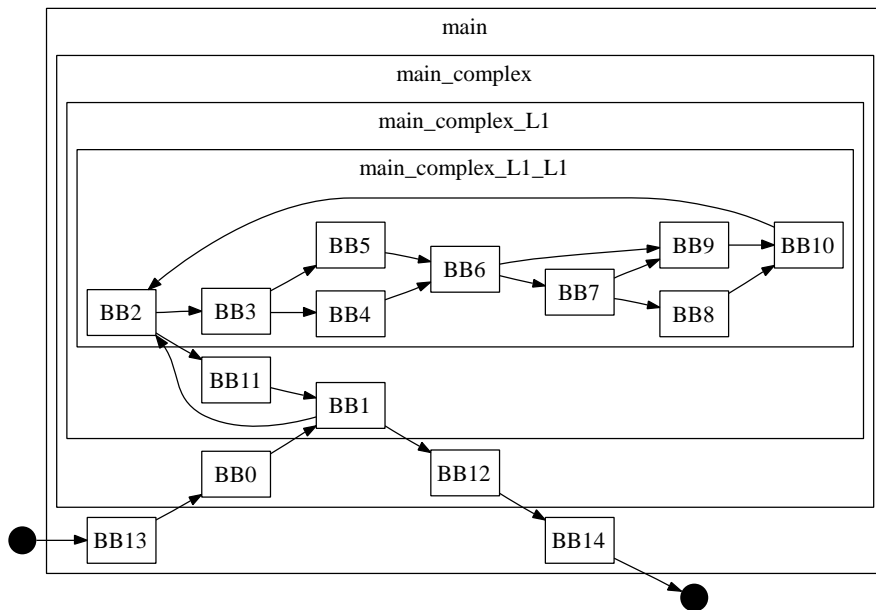 main
main_complex
main_complex_L1
main_complex_L1_L1
BB5
BB9
BB10
BB6
BB7
BB2
BB3
BB4
BB8
BB11
BB1
BB0
BB12
BB13
BB14